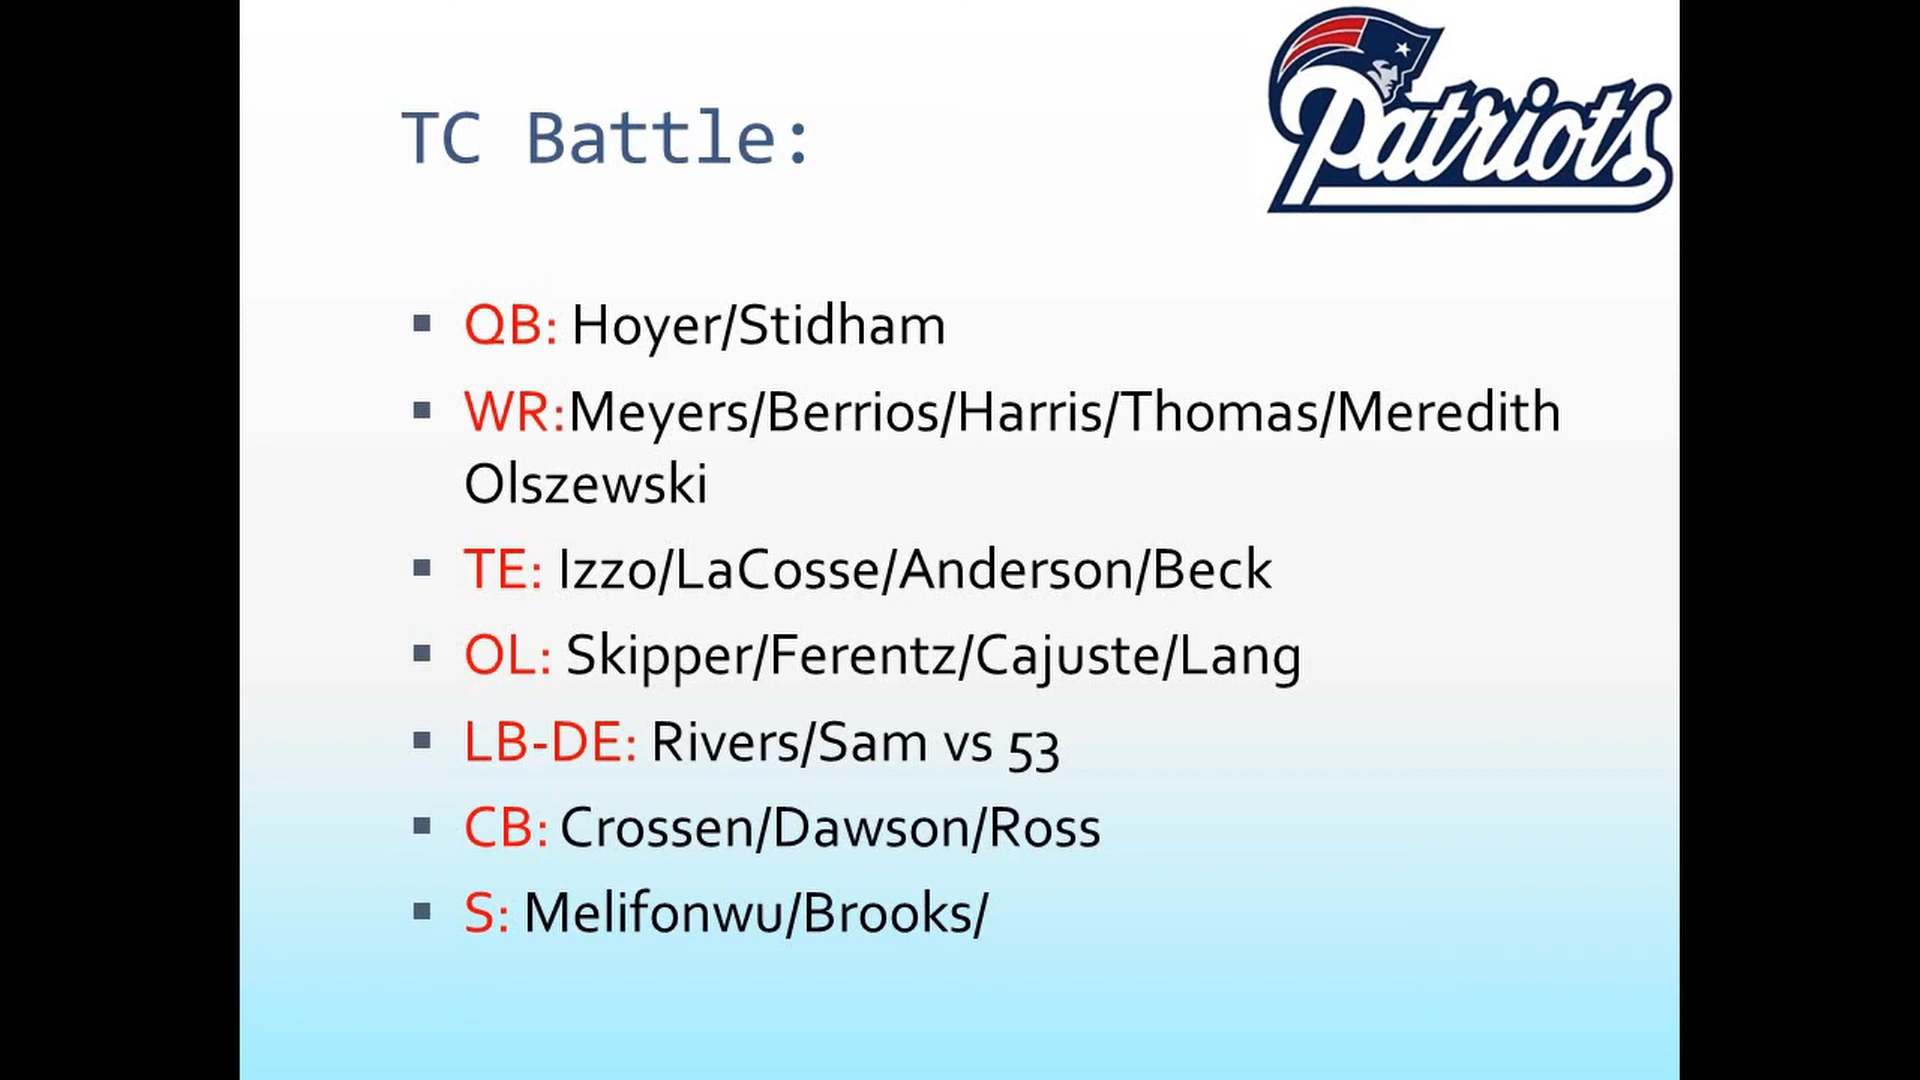 Patriots
TC Battle:
QB: Hoyer/Stidham
WR:Meyers/Berrios/Harris/Thomas/Meredith
Olszewski
TE: Izzo/LaCosse/Anderson/Beck
OL: Skipper/Ferentz/Cajuste/Lang
LB-DE: Rivers/Sam vs 53
CB: Crossen/Dawson/Ross
S: Melifonwu/Brooks/